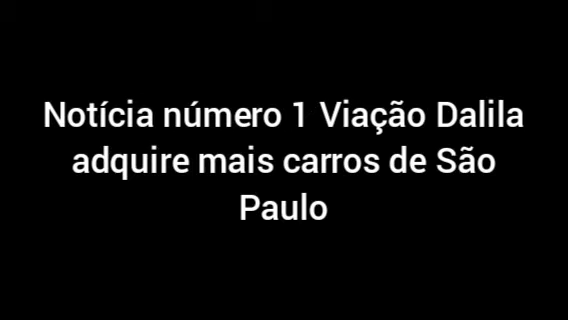 Notícia número 1 Viação Dalila
adquire mais carros de São
Paulo